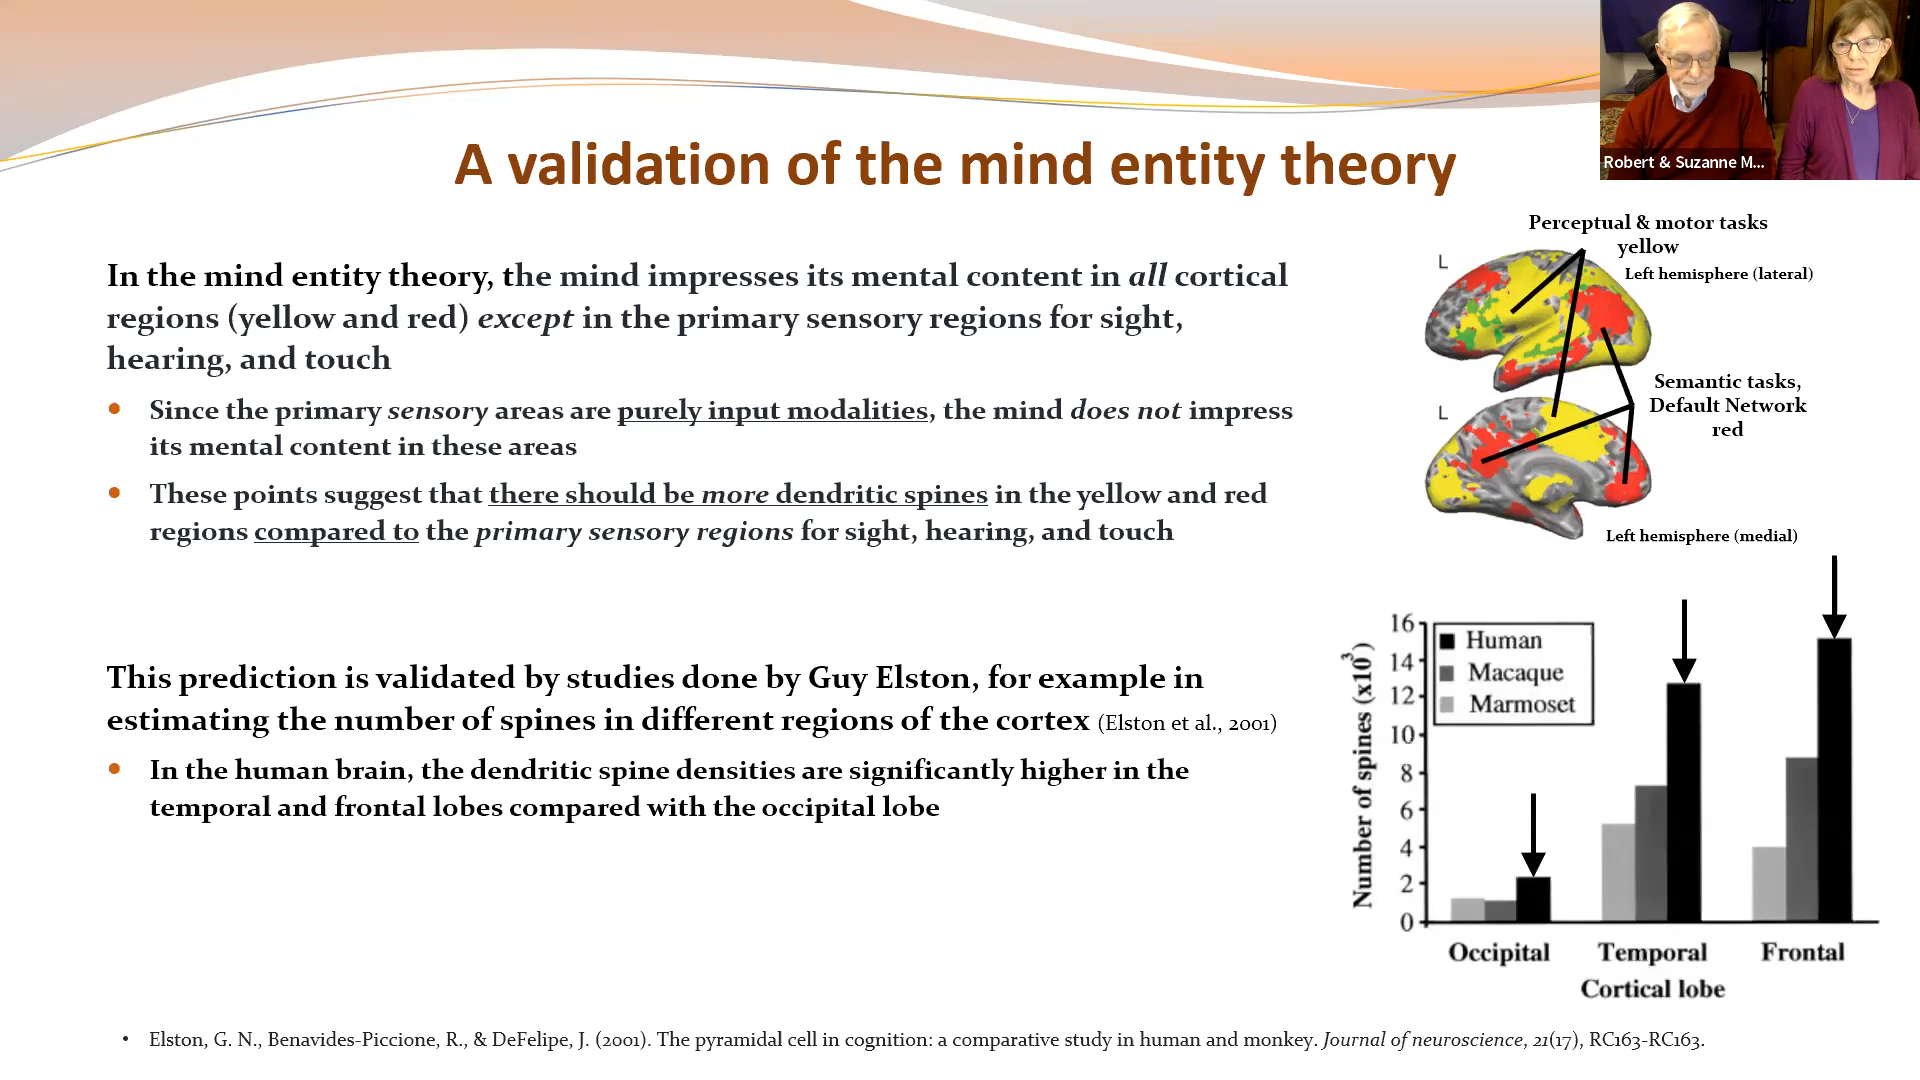 A validation of the mind entity theory
Robert & Suzanne M...
In the mind entity theory, the mind impresses its mental content in all cortical
regions (yellow and red) except in the primary sensory regions for sight,
hearing, and touch
Since the primary sensory areas are purely input modalities, the mind does not impress
its mental content in these areas
These points suggest that there should be more dendritic spines in the yellow and red
regions compared to the primary sensory regions for sight, hearing, and touch
This prediction is validated by studies done by Guy Elston, for example in
estimating the number of spines in different regions of the cortex (Elston et al., 2001)
In the human brain, the dendritic spine densities are significantly higher in the
temporal and frontal lobes compared with the occipital lobe
Perceptual & motor tasks
yellow
L
Left hemisphere (lateral)
Semantic tasks,
Default Network
red
L
Left hemisphere (medial)
Number of spines (x10³)
16
14
12
10
8
6
4
2
0
Human
Macaque
Marmoset
Occipital Temporal Frontal
Cortical lobe
• Elston, G. N., Benavides-Piccione, R., & DeFelipe, J. (2001). The pyramidal cell in cognition: a comparative study in human and monkey. Journal of neuroscience, 21(17), RC163-RC163.